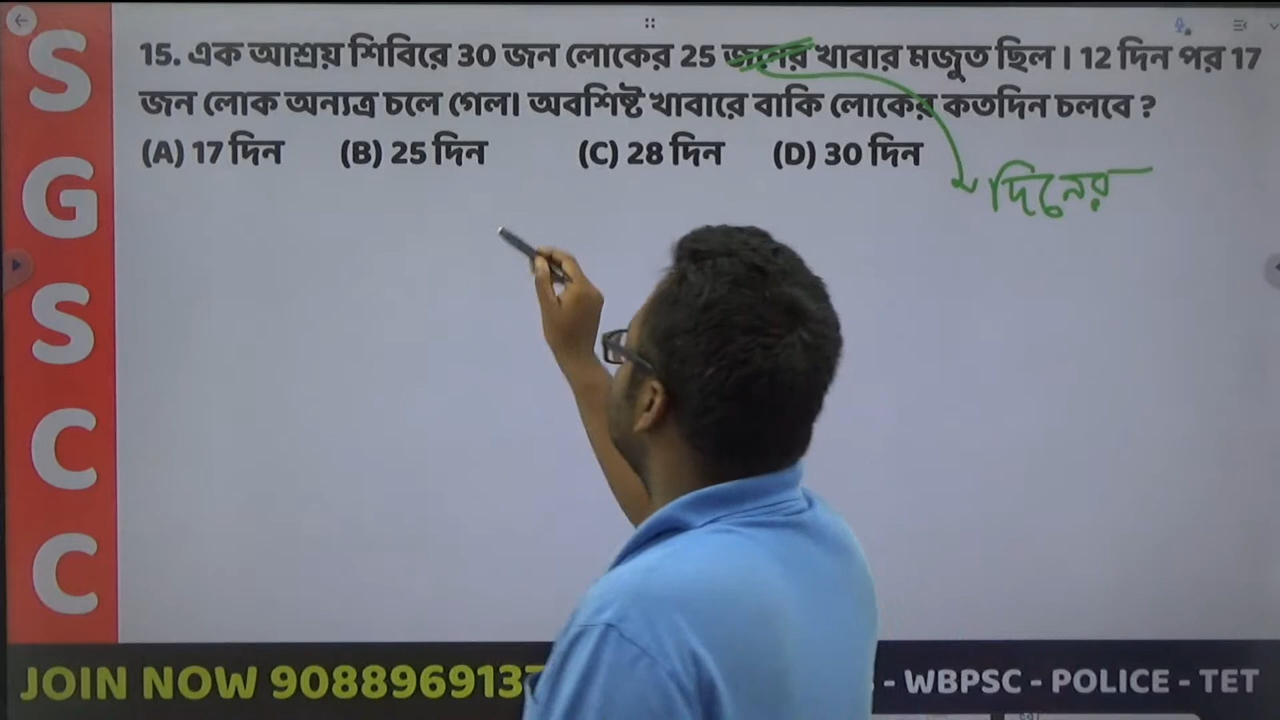 SGSCC
15. এক আশ্রয় শিবিরে 30 জন লোকের 25 জনের খাবার মজুত ছিল। 12 দিন পর 17
জন লোক অন্যত্র চলে গেল। অবশিষ্ট খাবারে বাকি লোকের কতদিন চলবে ?
(A) 17 দিন (B) 25 দিন (C) 28 দিন (D) 30 দিন
দিনের
JOIN NOW 908896913 - WBPSC - POLICE - TET